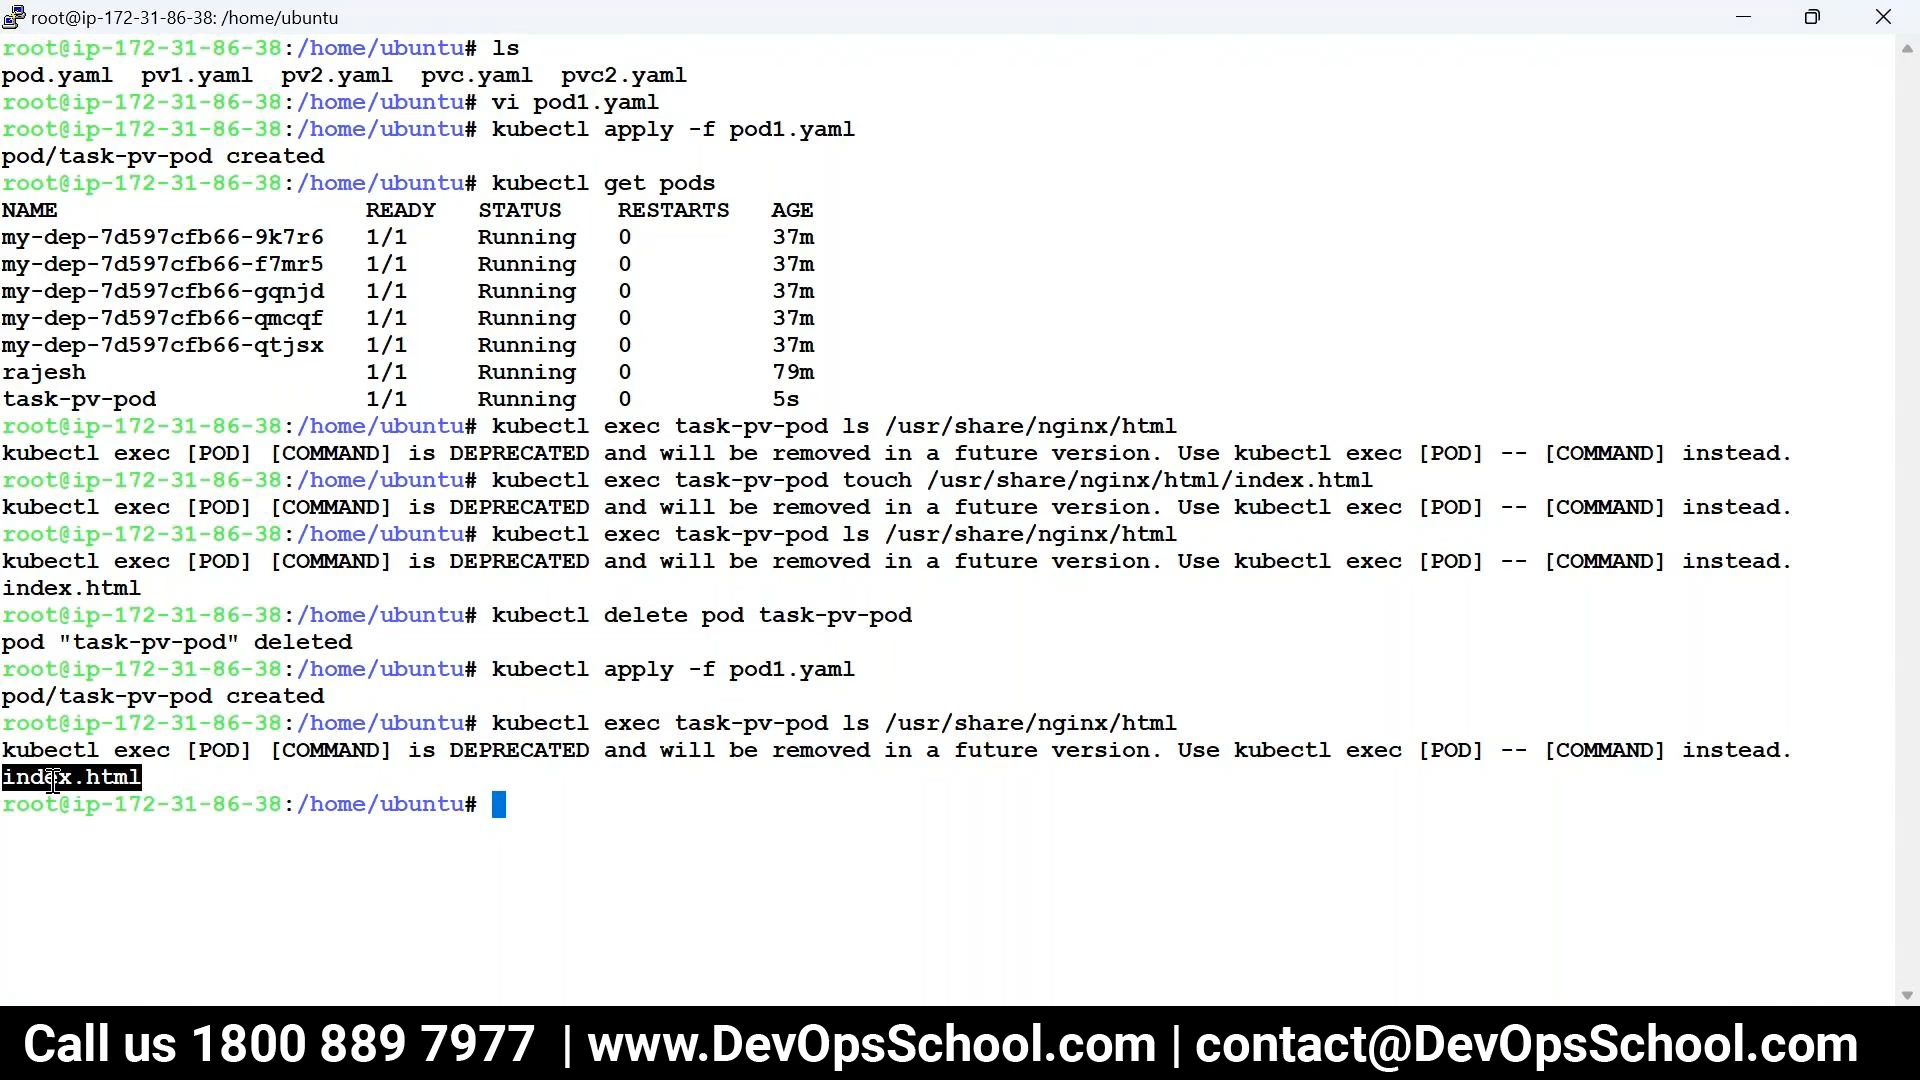 root@ip-172-31-86-38: /home/ubuntu
root@ip-172-31-86-38:/home/ubuntu# ls
pod.yaml  pv1.yaml  pv2.yaml  pvc.yaml  pvc2.yaml
root@ip-172-31-86-38:/home/ubuntu# vi pod1.yaml
root@ip-172-31-86-38:/home/ubuntu# kubectl apply -f pod1.yaml
pod/task-pv-pod created
root@ip-172-31-86-38:/home/ubuntu# kubectl get pods
NAME                      READY   STATUS    RESTARTS   AGE
my-dep-7d597cfb66-9k7r6   1/1     Running   0          37m
my-dep-7d597cfb66-f7mr5   1/1     Running   0          37m
my-dep-7d597cfb66-gqnjd   1/1     Running   0          37m
my-dep-7d597cfb66-qmcqf   1/1     Running   0          37m
my-dep-7d597cfb66-qtjsx   1/1     Running   0          37m
rajesh                    1/1     Running   0          79m
task-pv-pod               1/1     Running   0          5s
root@ip-172-31-86-38:/home/ubuntu# kubectl exec task-pv-pod ls /usr/share/nginx/html
kubectl exec [POD] [COMMAND] is DEPRECATED and will be removed in a future version. Use kubectl exec [POD] -- [COMMAND] instead.
root@ip-172-31-86-38:/home/ubuntu# kubectl exec task-pv-pod touch /usr/share/nginx/html/index.html
kubectl exec [POD] [COMMAND] is DEPRECATED and will be removed in a future version. Use kubectl exec [POD] -- [COMMAND] instead.
root@ip-172-31-86-38:/home/ubuntu# kubectl exec task-pv-pod ls /usr/share/nginx/html
kubectl exec [POD] [COMMAND] is DEPRECATED and will be removed in a future version. Use kubectl exec [POD] -- [COMMAND] instead.
index.html
root@ip-172-31-86-38:/home/ubuntu# kubectl delete pod task-pv-pod
pod "task-pv-pod" deleted
root@ip-172-31-86-38:/home/ubuntu# kubectl apply -f pod1.yaml
pod/task-pv-pod created
root@ip-172-31-86-38:/home/ubuntu# kubectl exec task-pv-pod ls /usr/share/nginx/html
kubectl exec [POD] [COMMAND] is DEPRECATED and will be removed in a future version. Use kubectl exec [POD] -- [COMMAND] instead.
index.html
root@ip-172-31-86-38:/home/ubuntu#
Call us 1800 889 7977 | www.DevOpsSchool.com | contact@DevOpsSchool.com